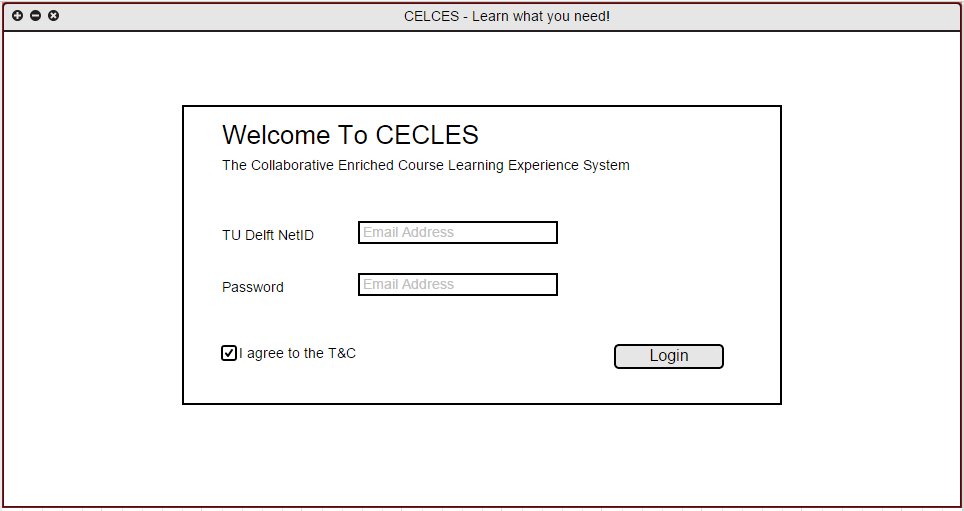 CELCES - Learn what you need!
Welcome To CECLES
The Collaborative Enriched Course Learning Experience System
TU Delft NetID
Email Address
Password
Email Address
I agree to the T&C
Login